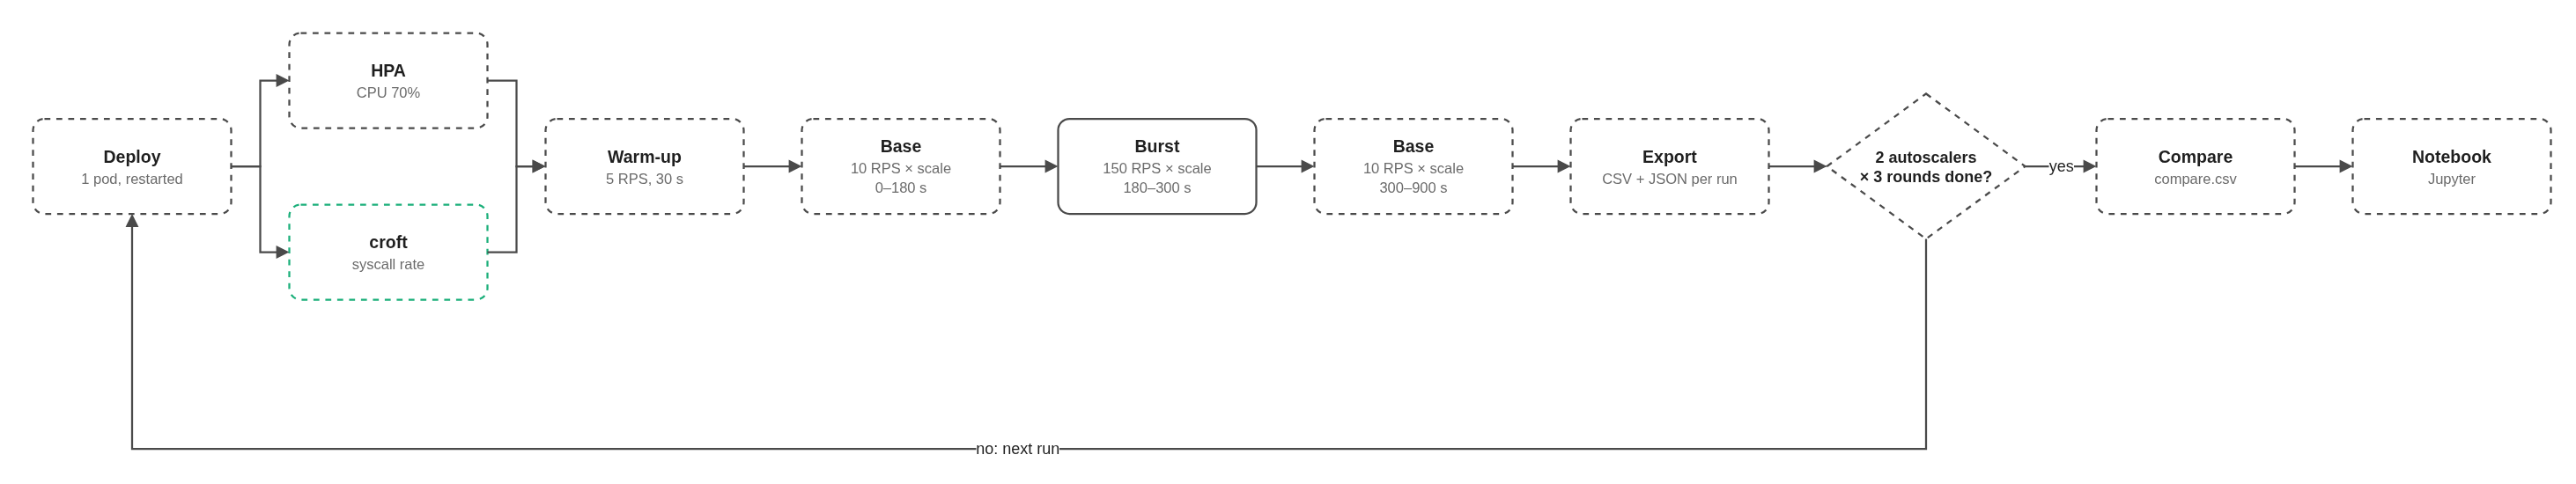 Deploy
1 pod, restarted
HPA
CPU 70%
croft
syscall rate
Warm-up
5 RPS, 30 s
Base
10 RPS × scale
0–180 s
Burst
150 RPS × scale
180–300 s
Base
10 RPS × scale
300–900 s
Export
CSV + JSON per run
2 autoscalers
× 3 rounds done?
yes
Compare
compare.csv
Notebook
Jupyter
no: next run